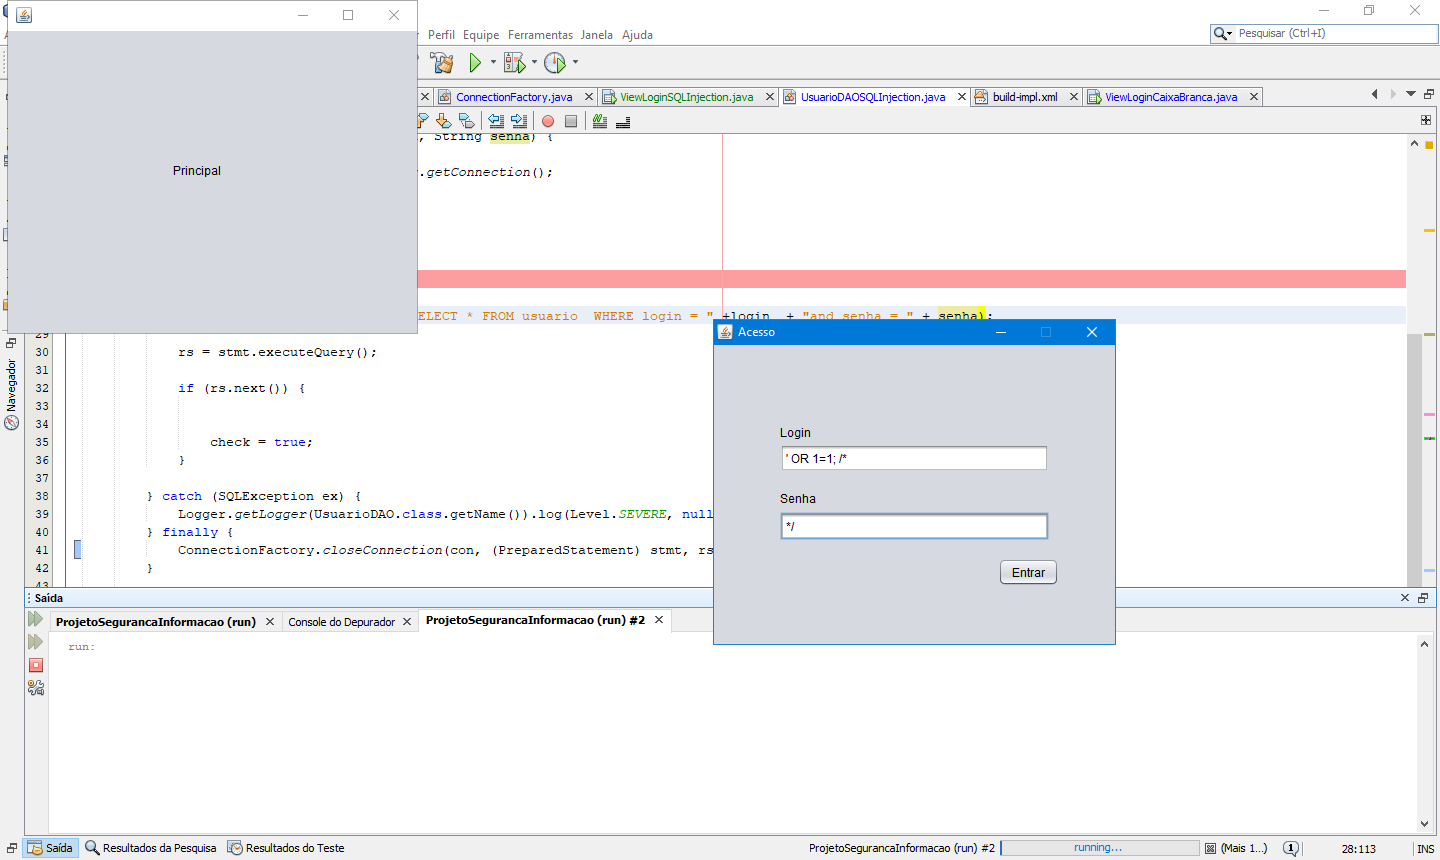 Perfil Equipe Ferramentas Janela Ajuda
Pesquisar (Ctrl+I)
ConnectionFactory.java
ViewLoginSQLInjection.java
UsuarioDAOSQLInjection.java
build-impl.xml
ViewLoginCaixaBranca.java
Principal
, String senha) {
.getConnection();
ELECT * FROM usuario  WHERE login = " +login  + "and senha = " + senha);
29
30 rs = stmt.executeQuery();
31
32 if (rs.next()) {
33
34
35 check = true;
36 }
37
38 } catch (SQLException ex) {
39 Logger.getLogger(UsuarioDAO.class.getName()).log(Level.SEVERE, null
40 } finally {
41 ConnectionFactory.closeConnection(con, (PreparedStatement) stmt, rs
42 }
43
Navegador
Acesso
Login
' OR 1=1; /*
Senha
*/
Entrar
Saída
ProjetoSegurancaInformacao (run)
Console do Depurador
ProjetoSegurancaInformacao (run) #2
run:
Saída
Resultados da Pesquisa
Resultados do Teste
ProjetoSegurancaInformacao (run) #2
running...
(Mais 1...)
1
28:113
INS